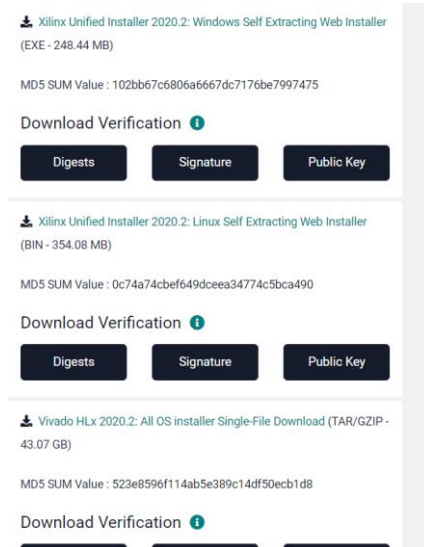 Xilinx Unified Installer 2020.2: Windows Self Extracting Web Installer
(EXE - 248.44 MB)
MD5 SUM Value : 102bb67c6806a6667dc7176be7997475
Download Verification
Digests Signature Public Key
Xilinx Unified Installer 2020.2: Linux Self Extracting Web Installer
(BIN - 354.08 MB)
MD5 SUM Value : 0c74a74cbef649dceea34774c5bca490
Download Verification
Digests Signature Public Key
Vivado HLx 2020.2: All OS installer Single-File Download (TAR/GZIP -
43.07 GB)
MD5 SUM Value : 523e8596f114ab5e389c14df50ecb1d8
Download Verification